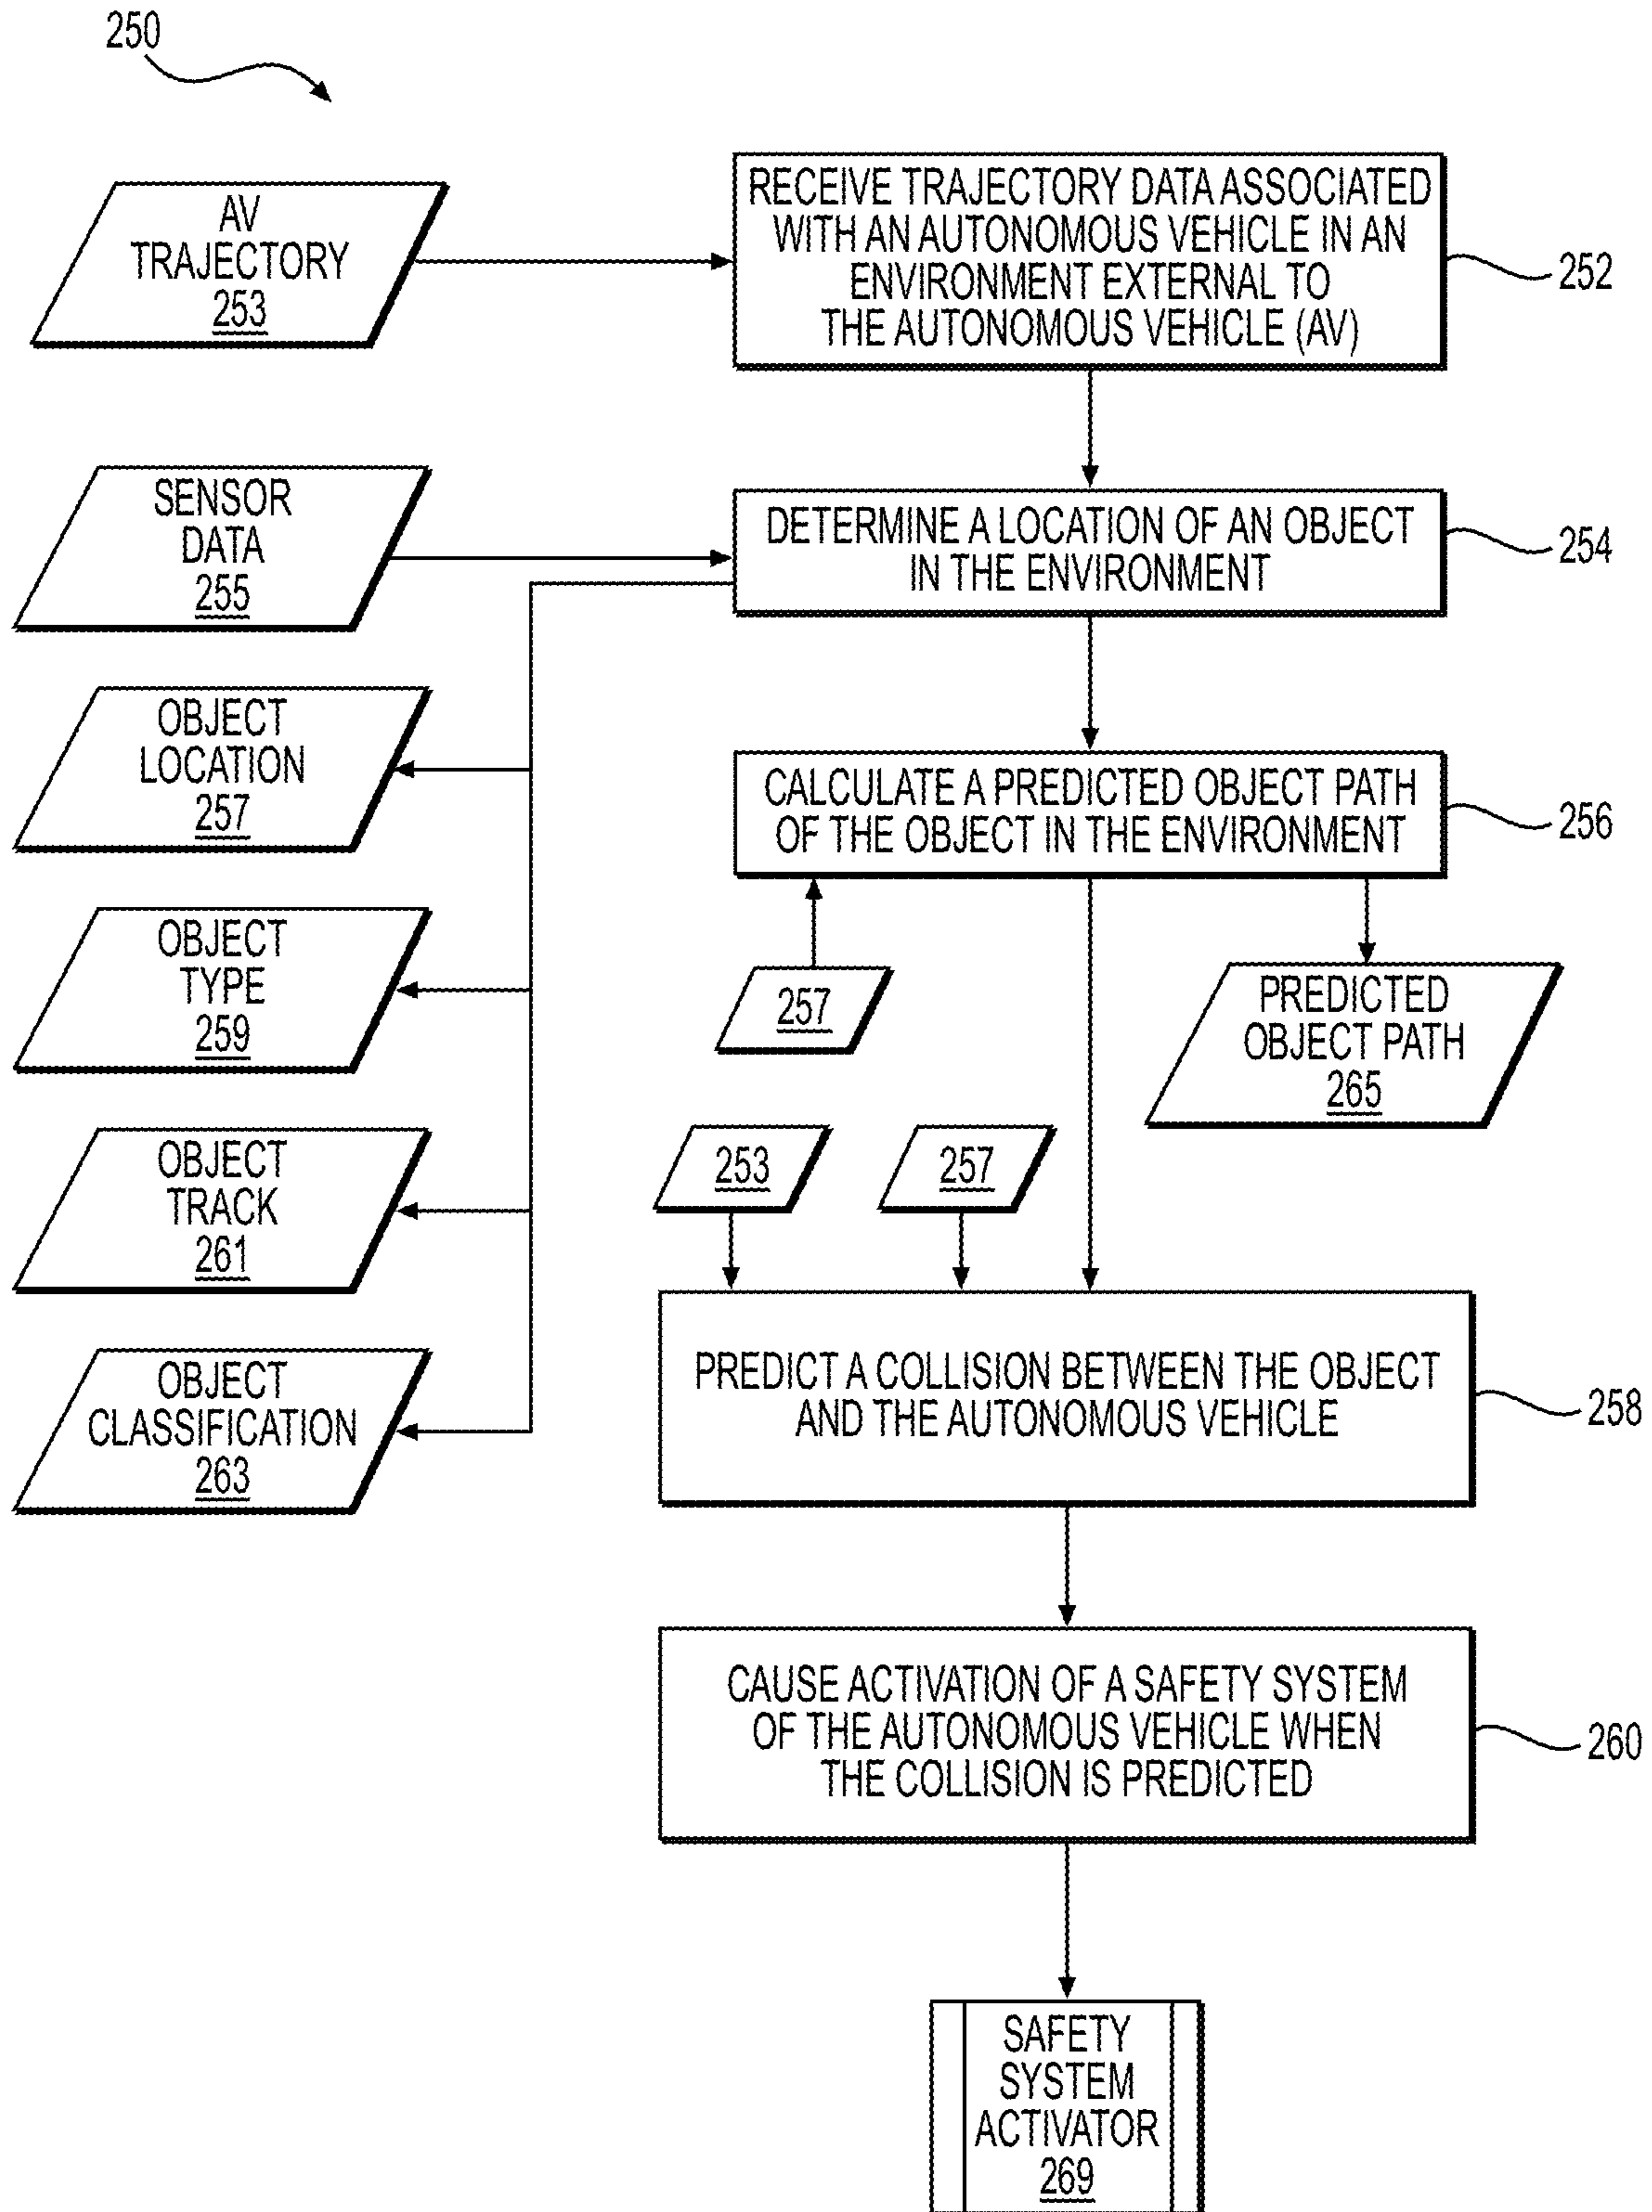 250
AV
TRAJECTORY
253
RECEIVE TRAJECTORY DATA ASSOCIATED
WITH AN AUTONOMOUS VEHICLE IN AN
ENVIRONMENT EXTERNAL TO
THE AUTONOMOUS VEHICLE (AV)
252
SENSOR
DATA
255
DETERMINE A LOCATION OF AN OBJECT
IN THE ENVIRONMENT
254
OBJECT
LOCATION
257
CALCULATE A PREDICTED OBJECT PATH
OF THE OBJECT IN THE ENVIRONMENT
256
OBJECT
TYPE
259
257
PREDICTED
OBJECT PATH
265
OBJECT
TRACK
261
253
257
OBJECT
CLASSIFICATION
263
PREDICT A COLLISION BETWEEN THE OBJECT
AND THE AUTONOMOUS VEHICLE
258
CAUSE ACTIVATION OF A SAFETY SYSTEM
OF THE AUTONOMOUS VEHICLE WHEN
THE COLLISION IS PREDICTED
260
SAFETY
SYSTEM
ACTIVATOR
269